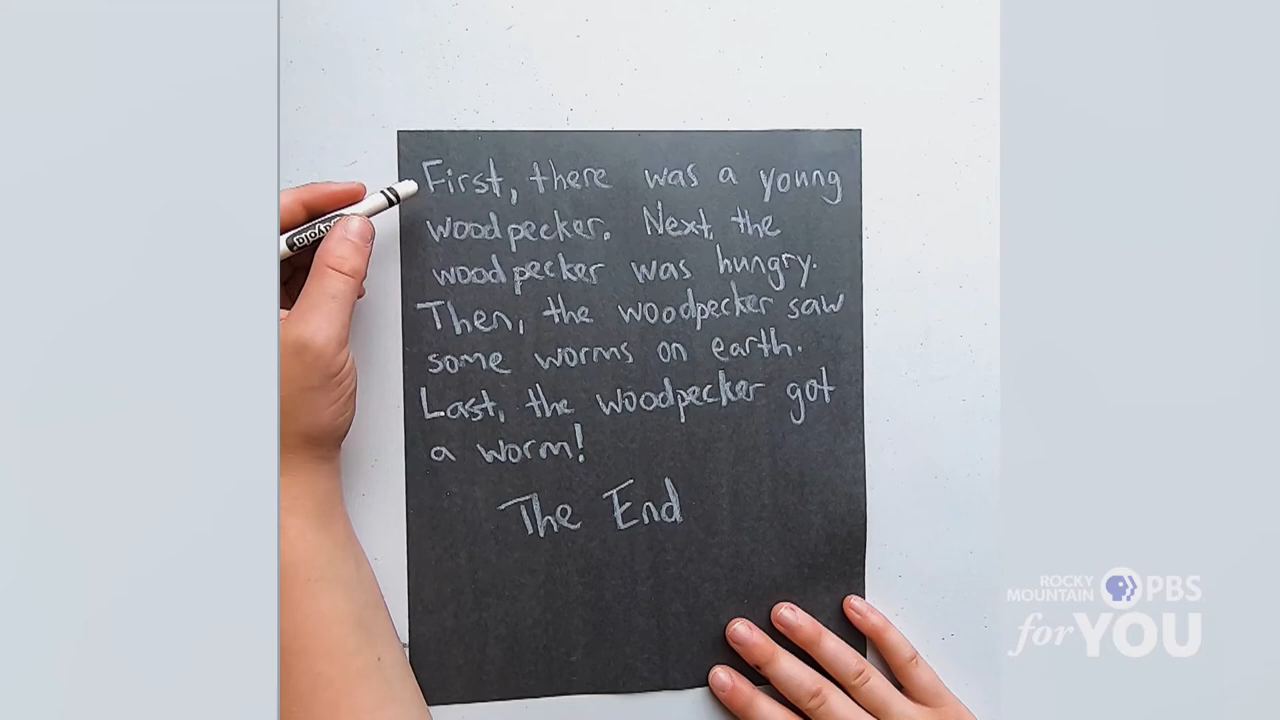 First, there was a young
woodpecker. Next, the
woodpecker was hungry.
Then, the woodpecker saw
some worms on earth.
Last, the woodpecker got
a worm!
The End
Crayola
ROCKY
MOUNTAIN PBS
for YOU